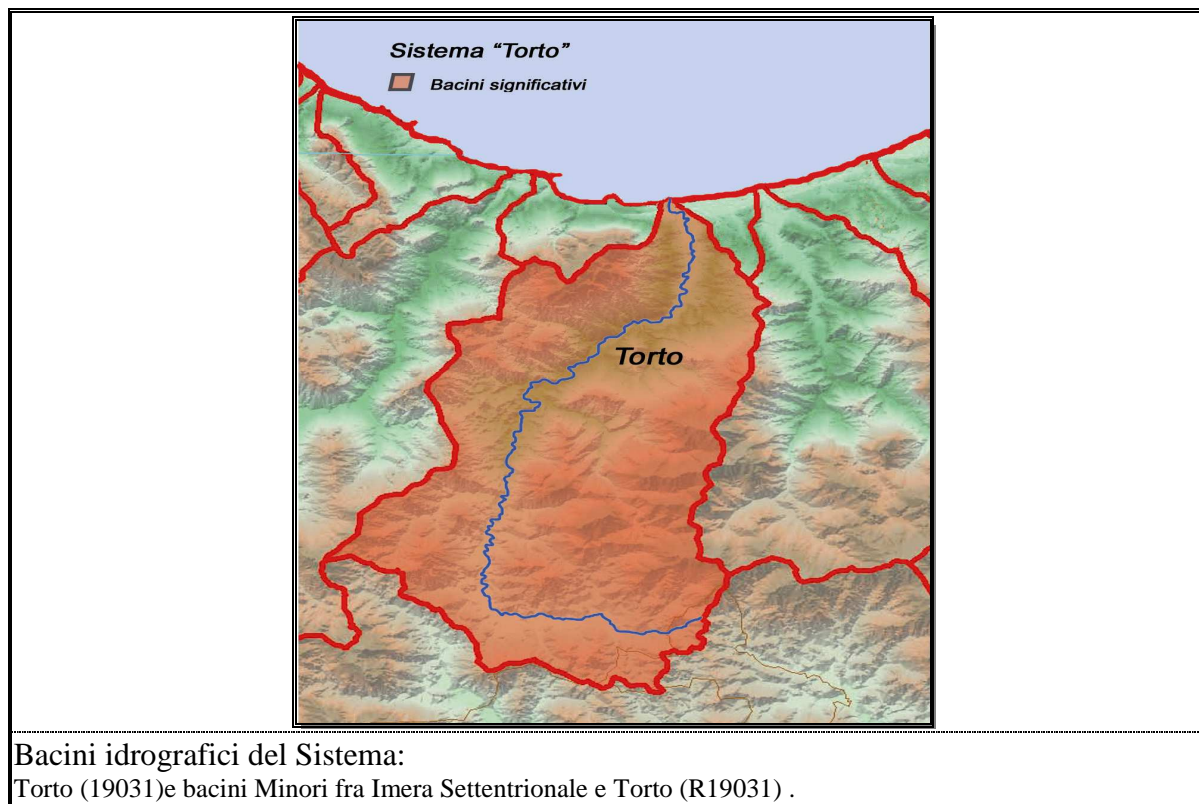 Sistema “Torto”
Bacini significativi
Torto
Bacini idrografici del Sistema:
Torto (19031)e bacini Minori fra Imera Settentrionale e Torto (R19031) .